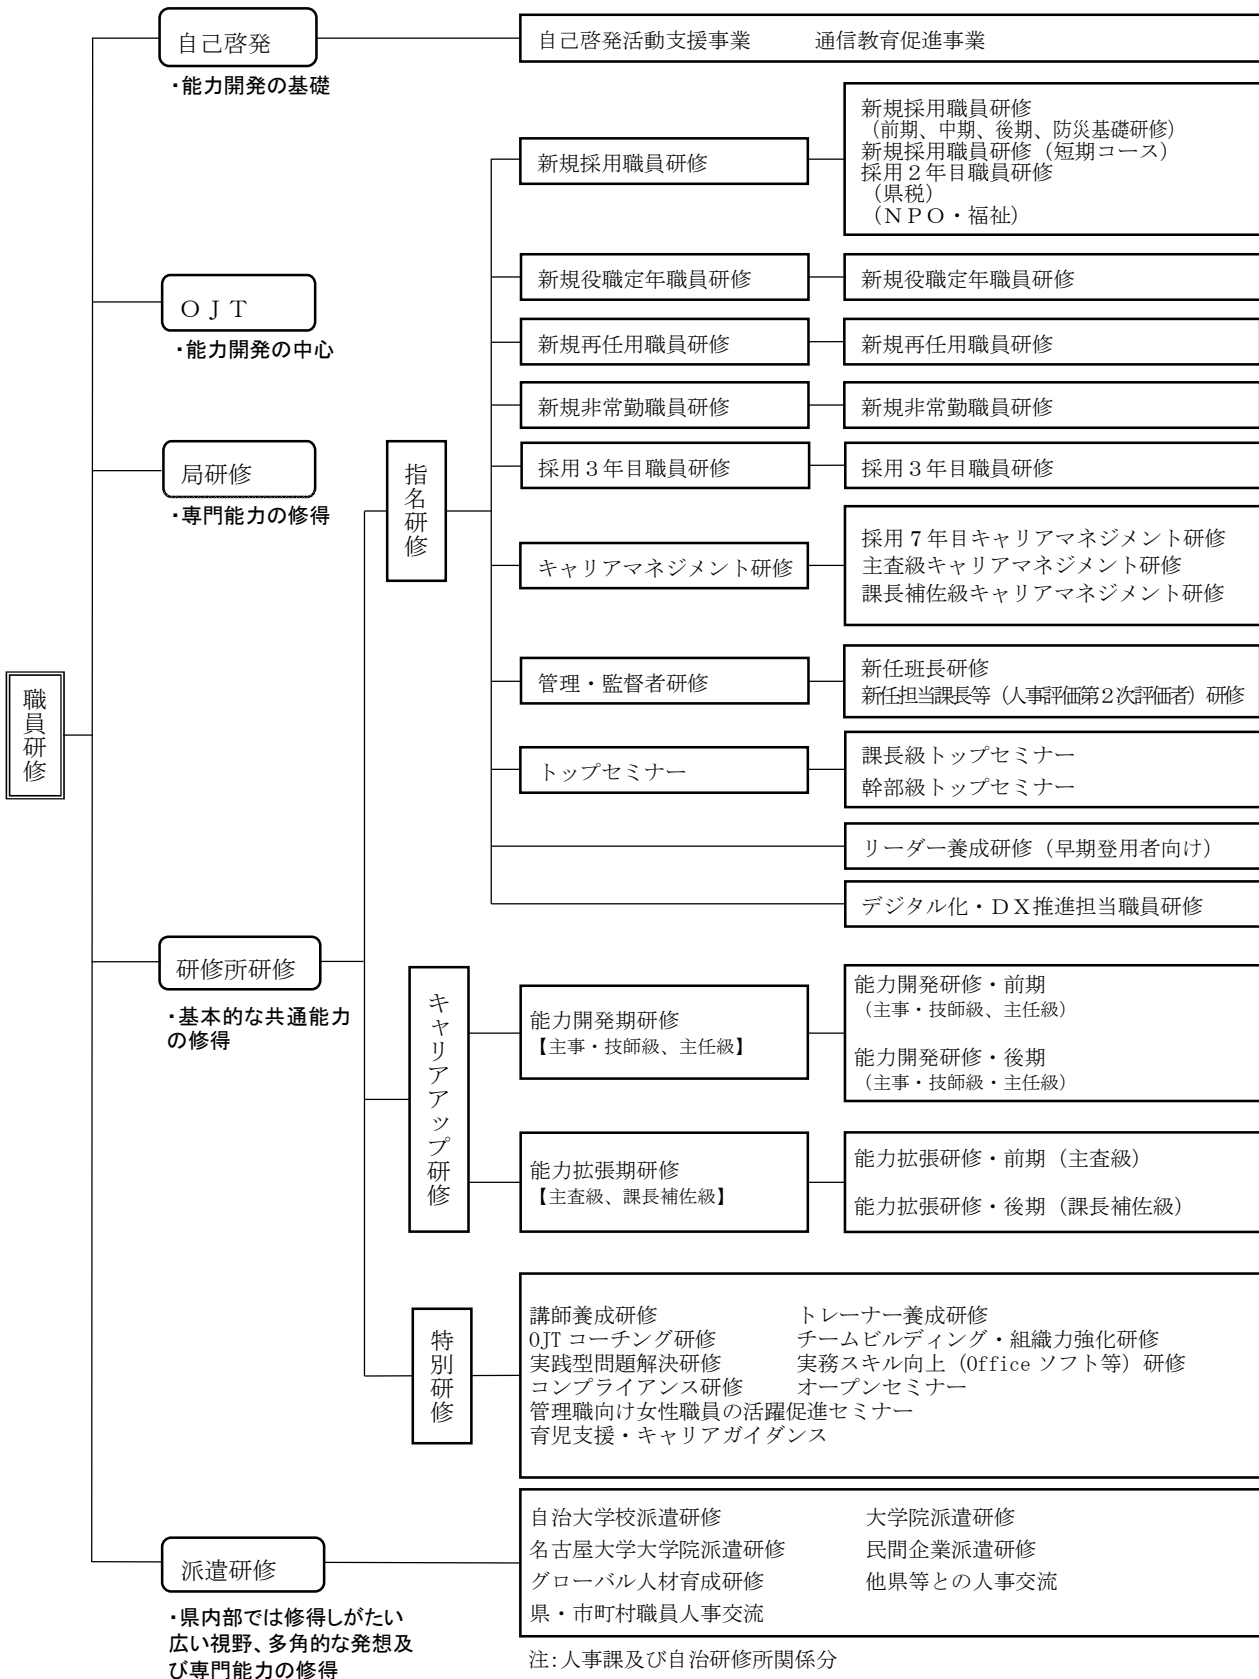 職員研修
自己啓発
・能力開発の基礎
自己啓発活動支援事業 通信教育促進事業
ＯＪＴ
・能力開発の中心
局研修
・専門能力の修得
研修所研修
・基本的な共通能力
の修得
指名研修
新規採用職員研修
新規採用職員研修
（前期、中期、後期、防災基礎研修）
新規採用職員研修（短期コース）
採用２年目職員研修
（県税）
（ＮＰＯ・福祉）
新規役職定年職員研修
新規役職定年職員研修
新規再任用職員研修
新規再任用職員研修
新規非常勤職員研修
新規非常勤職員研修
採用３年目職員研修
採用３年目職員研修
キャリアマネジメント研修
採用７年目キャリアマネジメント研修
主査級キャリアマネジメント研修
課長補佐級キャリアマネジメント研修
管理・監督者研修
新任班長研修
新任担当課長等（人事評価第２次評価者）研修
トップセミナー
課長級トップセミナー
幹部級トップセミナー
リーダー養成研修（早期登用者向け）
デジタル化・ＤＸ推進担当職員研修
キャリアアップ研修
能力開発期研修
【主事・技師級、主任級】
能力開発研修・前期
（主事・技師級、主任級）
能力開発研修・後期
（主事・技師級・主任級）
能力拡張期研修
【主査級、課長補佐級】
能力拡張研修・前期（主査級）
能力拡張研修・後期（課長補佐級）
特別研修
講師養成研修 トレーナー養成研修
OJT コーチング研修 チームビルディング・組織力強化研修
実践型問題解決研修 実務スキル向上（Office ソフト等）研修
コンプライアンス研修 オープンセミナー
管理職向け女性職員の活躍促進セミナー
育児支援・キャリアガイダンス
派遣研修
・県内部では修得しがたい
広い視野、多角的な発想及
び専門能力の修得
自治大学校派遣研修 大学院派遣研修
名古屋大学大学院派遣研修 民間企業派遣研修
グローバル人材育成研修 他県等との人事交流
県・市町村職員人事交流
注：人事課及び自治研修所関係分